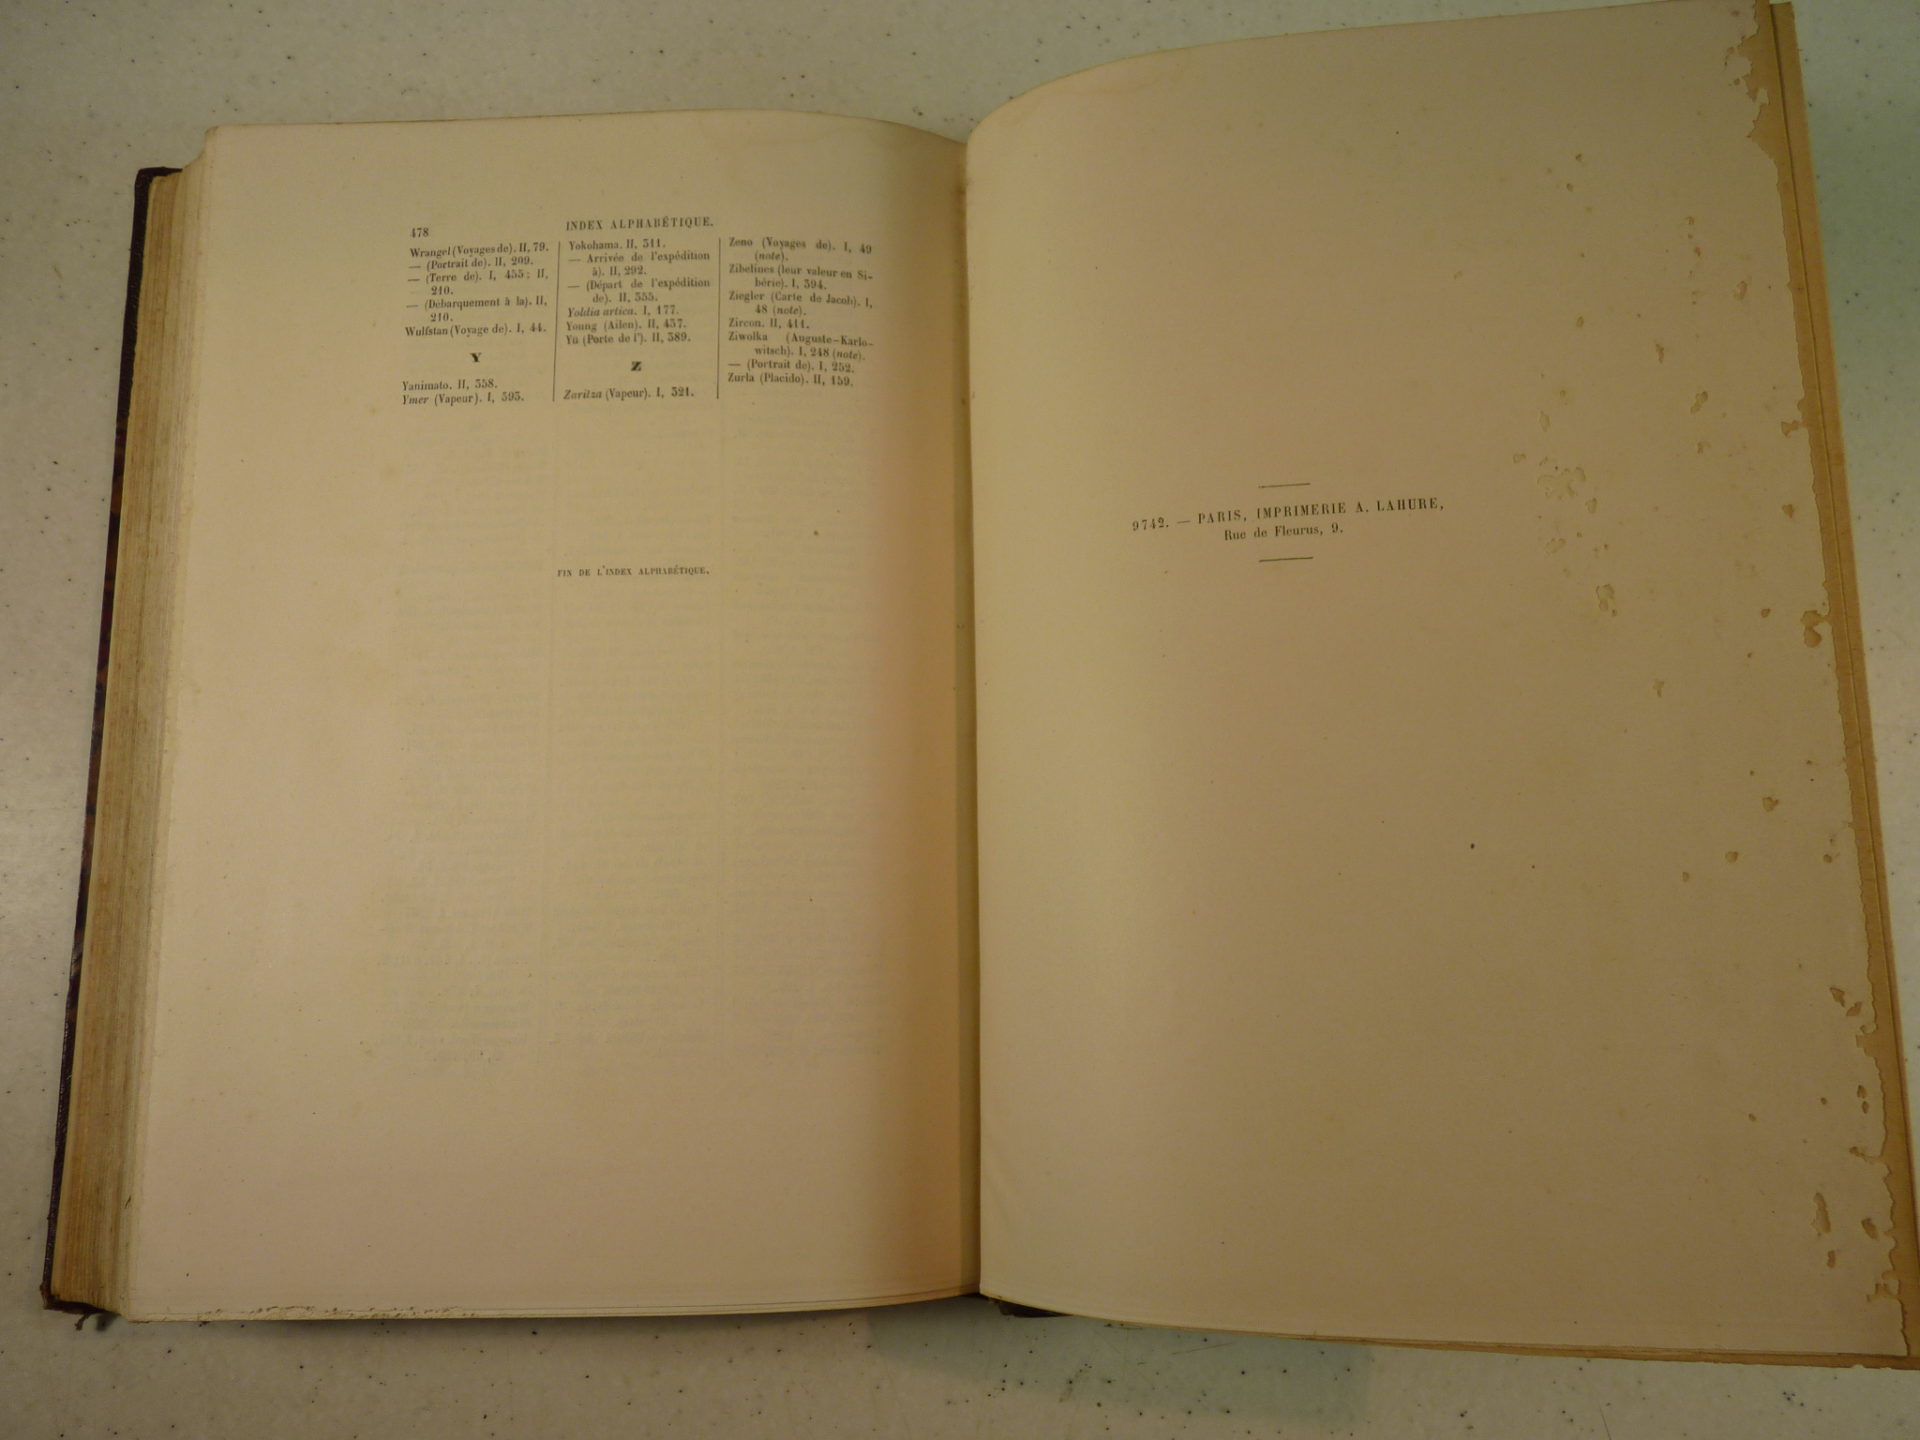 478
INDEX ALPHABÉTIQUE.
Wrangel (Voyages de). II, 79.
— (Portrait de). II, 209.
— (Terre de). I, 455; II,
210.
— (Débarquement à la). II,
210.
Wulfstan (Voyage de). I, 44.
Y
Yanimato. II, 358.
Ymer (Vapeur). I, 393.
Yokohama. II, 311.
— Arrivée de l'expédition
à). II, 292.
— (Départ de l'expédition
de). II, 355.
Yoldia artica. I, 177.
Young (Allen). II, 437.
Yü (Porte de l'). II, 389.
Z
Zaritza (Vapeur). I, 321.
Zeno (Voyages de). I, 49
(note).
Zibelines (leur valeur en Si-
bérie). I, 394.
Ziegler (Carte de Jacob). I,
48 (note).
Zircon. II, 411.
Ziwolka (Auguste-Karlo-
witsch). I, 248 (note).
— (Portrait de). I, 252.
Zurla (Placido). II, 159.
FIN DE L'INDEX ALPHABÉTIQUE.
9742. — PARIS, IMPRIMERIE A. LAHURE,
Rue de Fleurus, 9.